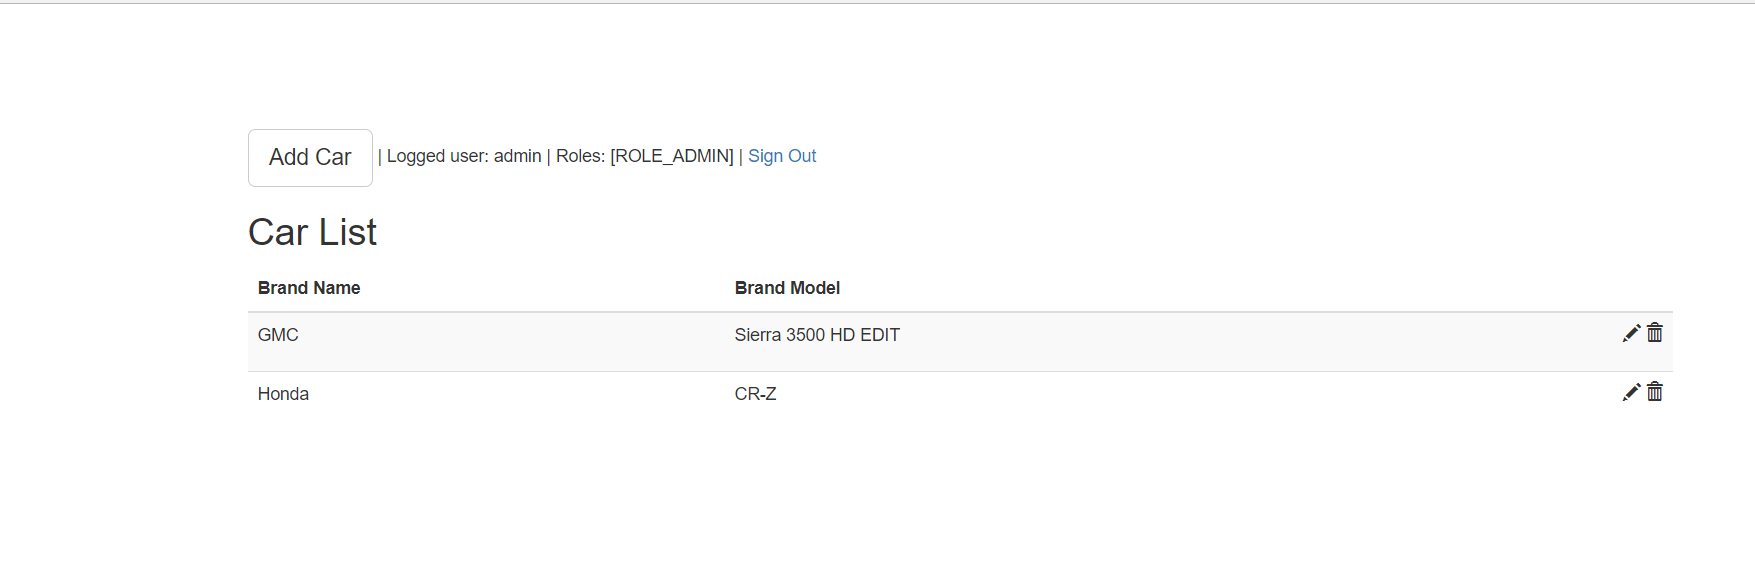 Add Car | Logged user: admin | Roles: [ROLE_ADMIN] | Sign Out
Car List
Brand Name Brand Model
GMC Sierra 3500 HD EDIT
Honda CR-Z